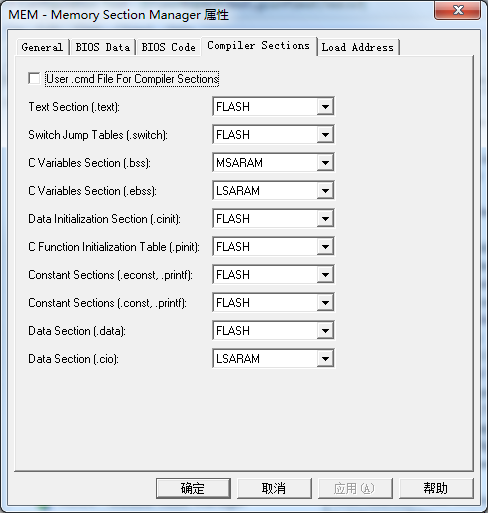 MEM - Memory Section Manager 属性
General BIOS Data BIOS Code Compiler Sections Load Address
User .cmd File For Compiler Sections
Text Section (.text): FLASH
Switch Jump Tables (.switch): FLASH
C Variables Section (.bss): MSARAM
C Variables Section (.ebss): LSARAM
Data Initialization Section (.cinit): FLASH
C Function Initialization Table (.pinit): FLASH
Constant Sections (.econst, .printf): FLASH
Constant Sections (.const, .printf): FLASH
Data Section (.data): FLASH
Data Section (.cio): LSARAM
确定 取消 应用(A) 帮助